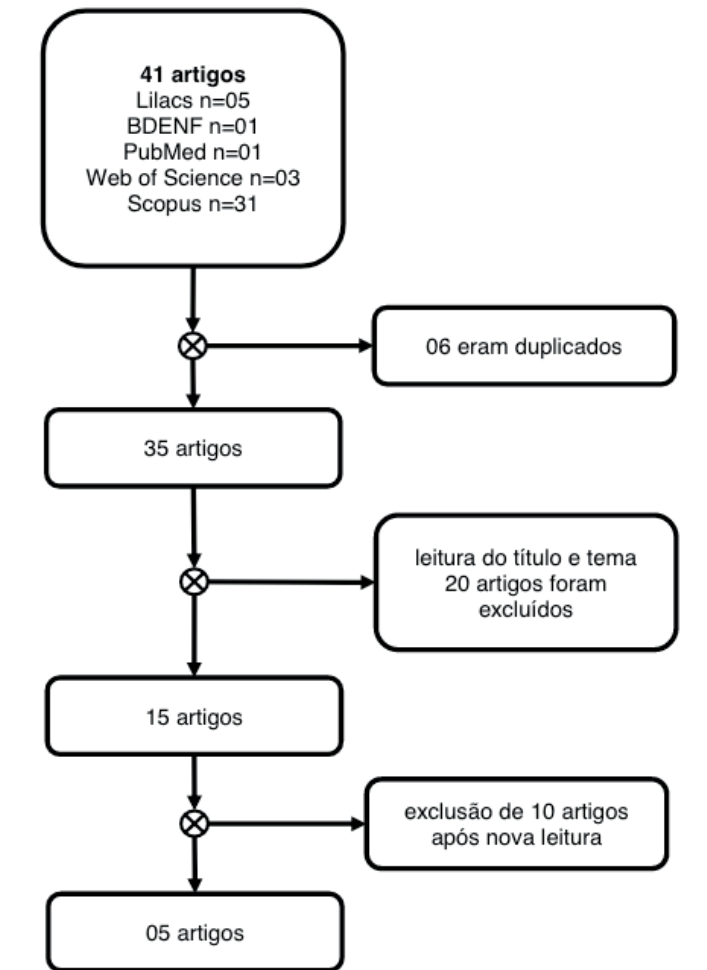 41 artigos
Lilacs n=05
BDENF n=01
PubMed n=01
Web of Science n=03
Scopus n=31
06 eram duplicados
35 artigos
leitura do título e tema
20 artigos foram
excluídos
15 artigos
exclusão de 10 artigos
após nova leitura
05 artigos